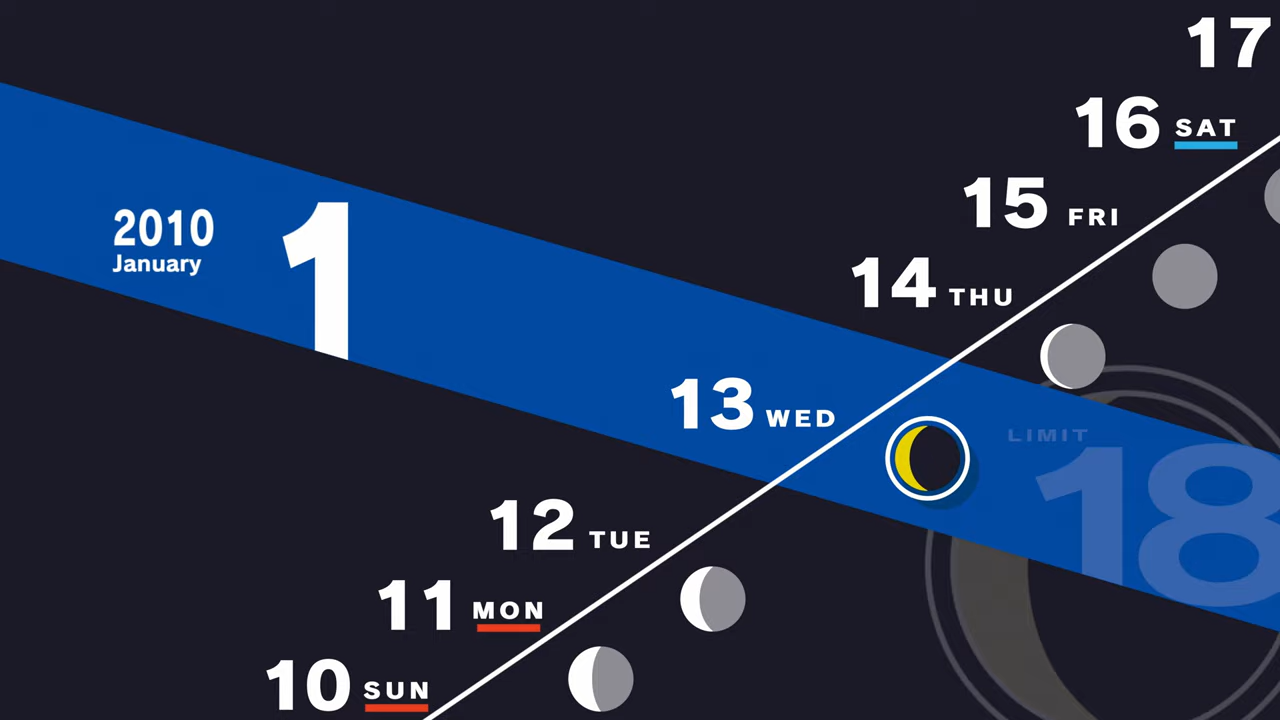 17
16 SAT
15 FRI
2010
January
1
14 THU
13 WED
LIMIT
18
12 TUE
11 MON
10 SUN